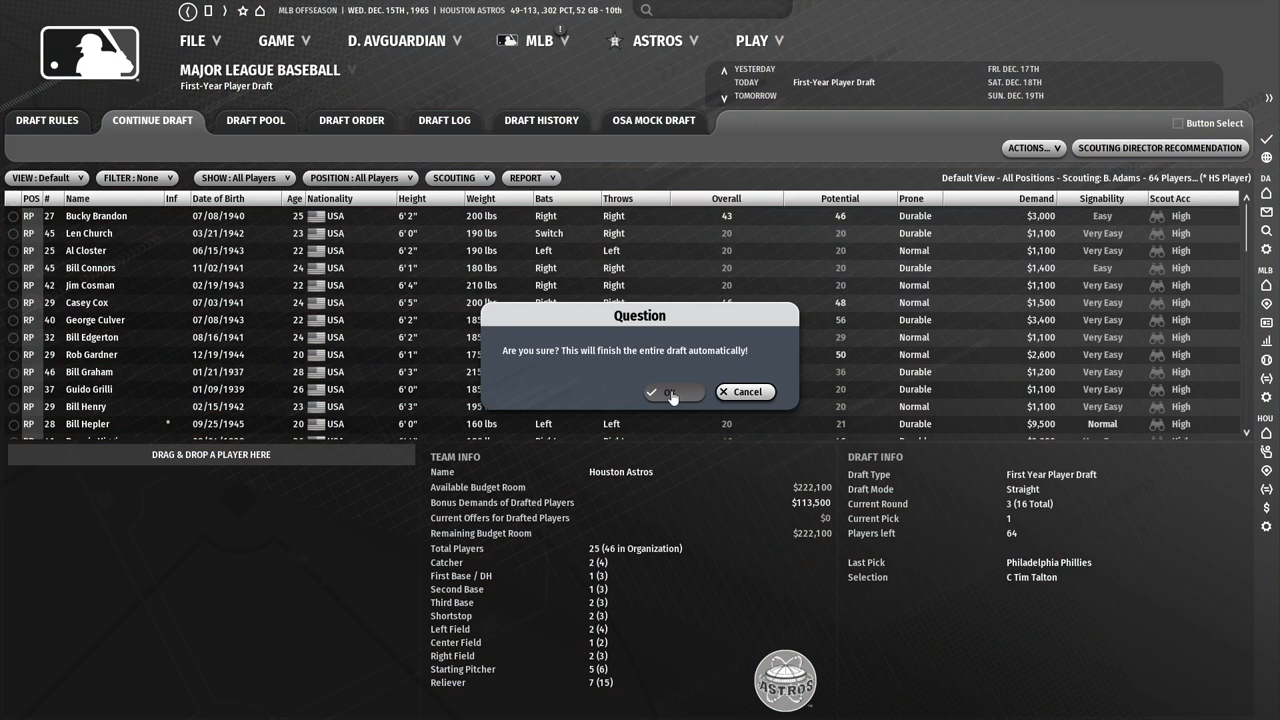 MLB OFFSEASON | WED. DEC. 15TH , 1965 | HOUSTON ASTROS 49-113, .302 PCT, 52 GB - 10th
FILE GAME D. AVGUARDIAN MLB ! ASTROS PLAY
MAJOR LEAGUE BASEBALL
First-Year Player Draft
YESTERDAY FRI. DEC. 17TH
TODAY First-Year Player Draft SAT. DEC. 18TH
TOMORROW SUN. DEC. 19TH
DRAFT RULES CONTINUE DRAFT DRAFT POOL DRAFT ORDER DRAFT LOG DRAFT HISTORY OSA MOCK DRAFT Button Select
ACTIONS... SCOUTING DIRECTOR RECOMMENDATION
VIEW : Default FILTER : None SHOW : All Players POSITION : All Players SCOUTING REPORT Default View - All Positions - Scouting: B. Adams - 64 Players... (* HS Player)
POS # Name Inf Date of Birth Age Nationality Height Weight Bats Throws Overall Potential Prone Demand Signability Scout Acc
RP 27 Bucky Brandon 07/08/1940 25 USA 6'2" 200 lbs Right Right 43 46 Durable $3,000 Easy High
RP 45 Len Church 03/21/1942 23 USA 6'0" 190 lbs Switch Right 20 20 Durable $1,100 Very Easy High
RP 25 Al Closter 06/15/1943 22 USA 6'2" 190 lbs Left Left 20 20 Normal $1,100 Very Easy High
RP 45 Bill Connors 11/02/1941 24 USA 6'1" 180 lbs Right Right 20 20 Durable $1,400 Easy High
RP 42 Jim Cosman 02/19/1943 22 USA 6'4" 210 lbs Right Right 20 20 Normal $1,100 Very Easy High
RP 29 Casey Cox 07/03/1941 24 USA 6'5" 200 lbs 48 Durable $1,500 Very Easy High
RP 40 George Culver 07/08/1943 22 USA 6'2" 56 Durable $3,400 Very Easy High
RP 32 Bill Edgerton 08/16/1941 24 USA 6'2" 29 Normal $1,100 Very Easy High
RP 29 Rob Gardner 12/19/1944 20 USA 6'1" 50 Normal $2,600 Very Easy High
RP 46 Bill Graham 01/21/1937 28 USA 6'3" 36 Durable $1,200 Very Easy High
RP 37 Guido Grilli 01/09/1939 26 USA 6'0" 20 Durable $1,100 Very Easy High
RP 29 Bill Henry 02/15/1942 23 USA 6'3" 20 Normal $1,100 Very Easy High
RP 28 Bill Hepler * 09/25/1945 20 USA 6'0" 160 lbs Left Left 20 21 Durable $9,500 Normal High
Question
Are you sure? This will finish the entire draft automatically!
Cancel
DA
MLB
HOU
DRAG & DROP A PLAYER HERE
TEAM INFO
Name Houston Astros
Available Budget Room $222,100
Bonus Demands of Drafted Players $113,500
Current Offers for Drafted Players $0
Remaining Budget Room $222,100
Total Players 25 (46 in Organization)
Catcher 2 (4)
First Base / DH 1 (3)
Second Base 1 (3)
Third Base 2 (3)
Shortstop 2 (3)
Left Field 2 (4)
Center Field 1 (2)
Right Field 2 (3)
Starting Pitcher 5 (6)
Reliever 7 (15)
DRAFT INFO
Draft Type First Year Player Draft
Draft Mode Straight
Current Round 3 (16 Total)
Current Pick 1
Players left 64
Last Pick Philadelphia Phillies
Selection C Tim Talton
ASTROS